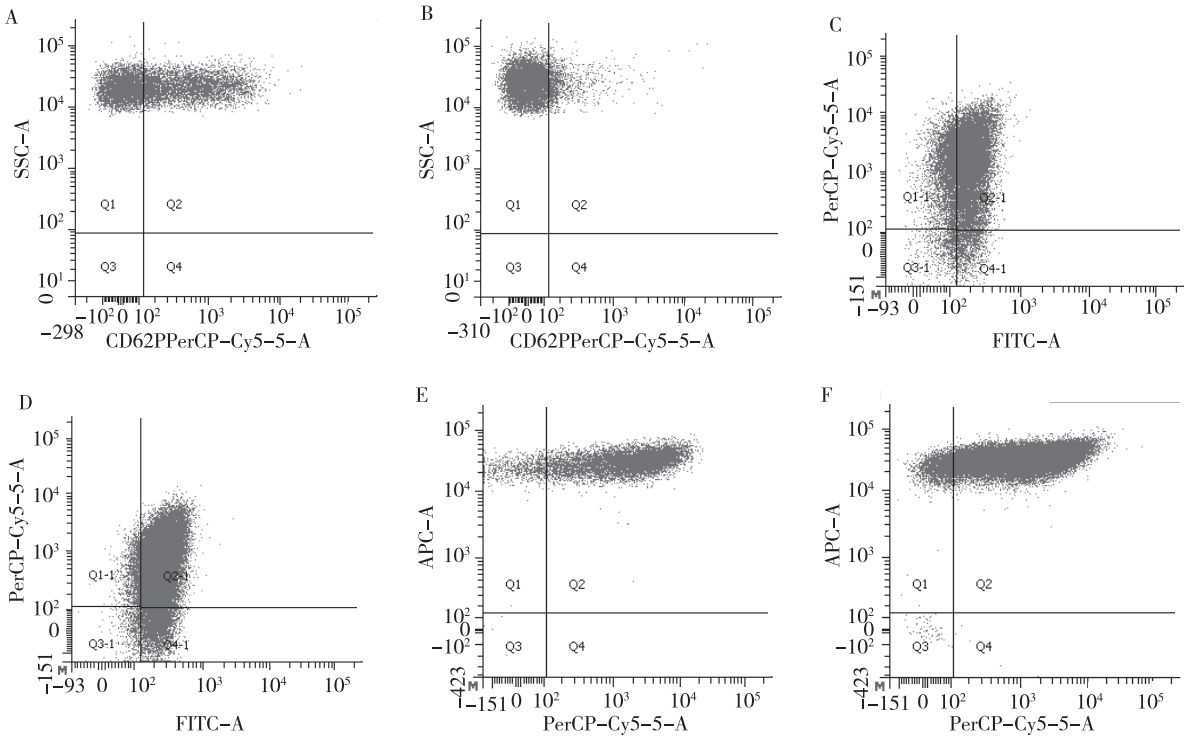 A
SSC-A
10⁵
10⁴
10³
10²
10¹
0
Q1 Q2
Q3 Q4
-298
-10² 0 10² 10³ 10⁴ 10⁵
CD62PPerCP-Cy5-5-A
B
SSC-A
10⁵
10⁴
10³
10²
10¹
0
Q1 Q2
Q3 Q4
-310
-10² 0 10² 10³ 10⁴ 10⁵
CD62PPerCP-Cy5-5-A
C
PerCP-Cy5-5-A
10⁵
10⁴
10³
10²
0
-151
Q1-1 Q2-1
Q3-1 Q4-1
M
-93 0 10² 10³ 10⁴ 10⁵
FITC-A
D
PerCP-Cy5-5-A
10⁵
10⁴
10³
10²
0
-151
Q1-1 Q2-1
Q3-1 Q4-1
M
-93 0 10² 10³ 10⁴ 10⁵
FITC-A
E
APC-A
10⁵
10⁴
10³
10²
0
-10²
-423
Q1 Q2
Q3 Q4
M
-151 0 10² 10³ 10⁴ 10⁵
PerCP-Cy5-5-A
F
APC-A
10⁵
10⁴
10³
10²
0
-10²
-423
Q1 Q2
Q3 Q4
M
-151 0 10² 10³ 10⁴ 10⁵
PerCP-Cy5-5-A